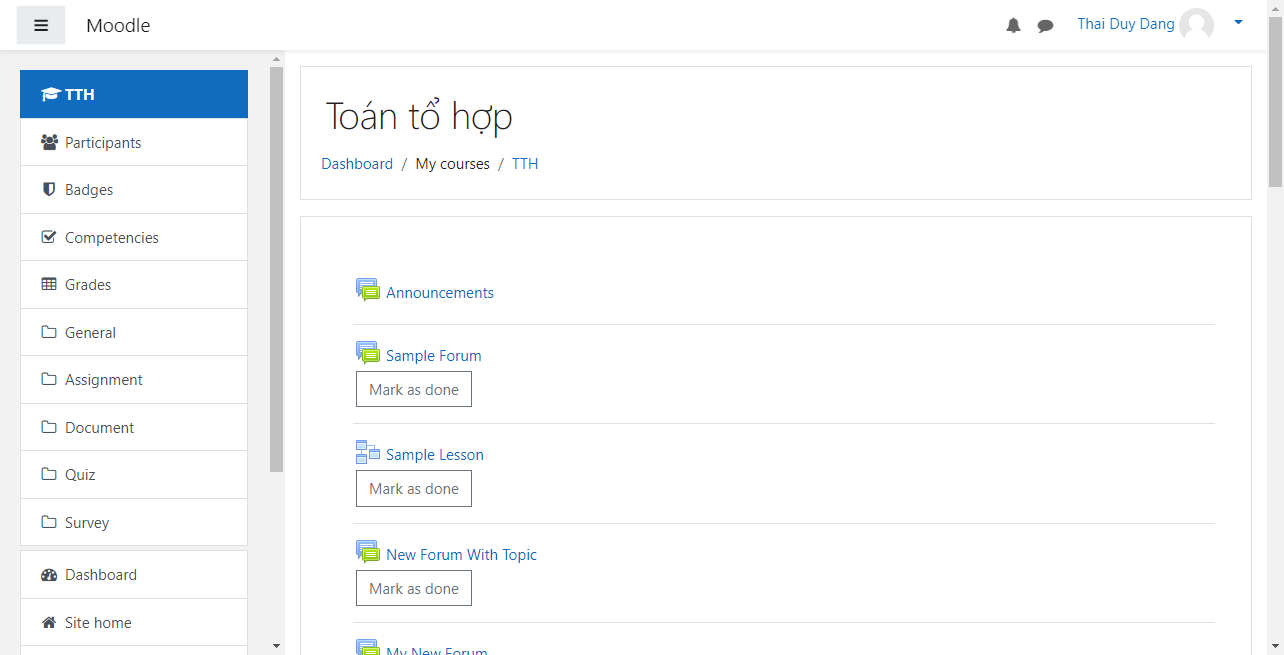 Moodle
Thai Duy Dang
TTH
Participants
Badges
Competencies
Grades
General
Assignment
Document
Quiz
Survey
Dashboard
Site home
Toán tổ hợp
Dashboard / My courses / TTH
Announcements
Sample Forum
Mark as done
Sample Lesson
Mark as done
New Forum With Topic
Mark as done
My New Forum